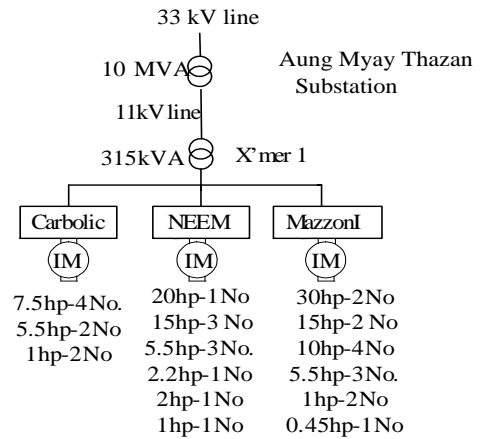 33 kV line
10 MVA
Aung Myay Thazan
Substation
11kV line
315kVA
X'mer 1
Carbolic
NEEM
MazzonI
IM
IM
IM
7.5hp-4No.
5.5hp-2No
1hp-2No
20hp-1No
15hp-3 No
5.5hp-3No.
2.2hp-1No
2hp-1No
1hp-1No
30hp-2No
15hp-2 No
10hp-4No
5.5hp-3No.
1hp-2No
0.45hp-1No